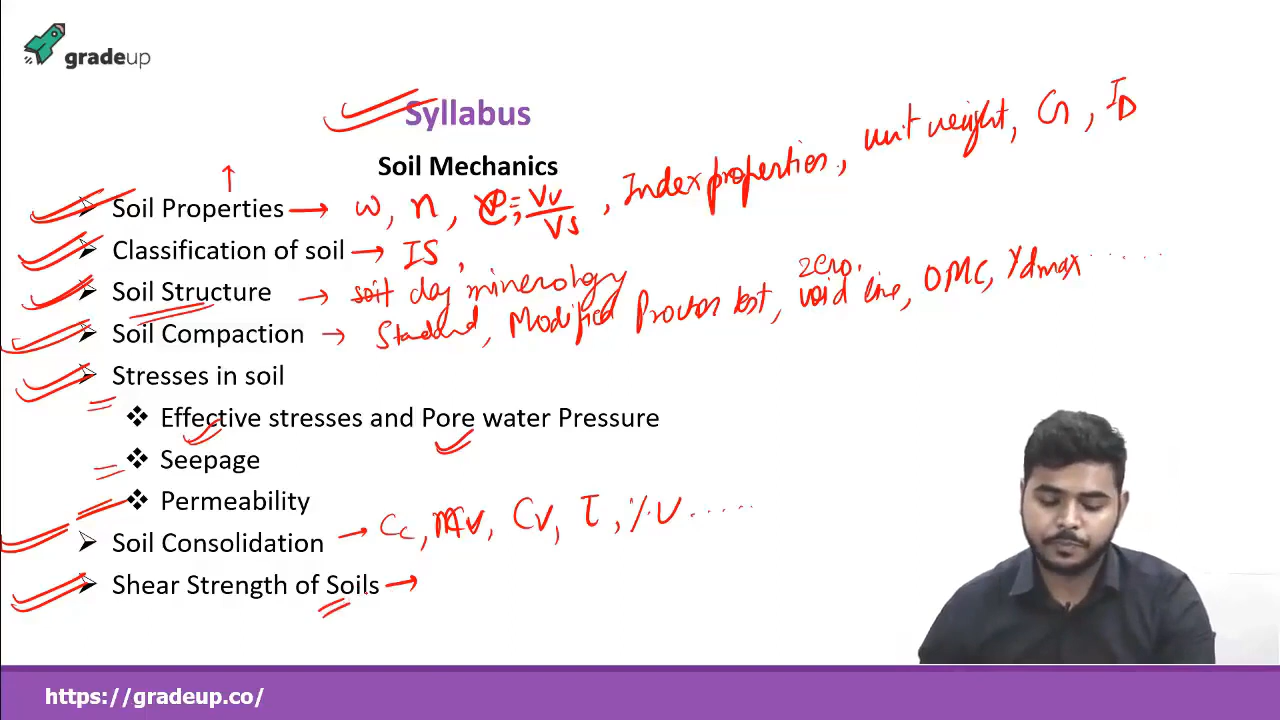 gradeup
Syllabus
Soil Mechanics
Soil Properties → w, n, e = Vv/Vs, Index properties, unit weight, G, ID
Classification of soil → IS,
Soil Structure → clay minerology
Soil Compaction → Standard, Modified Proctor test, zero void line, OMC, γdmax ......
Stresses in soil
Effective stresses and Pore water Pressure
Seepage
Permeability
Soil Consolidation → Cc, mv, Cv, T, %U ......
Shear Strength of Soils →
https://gradeup.co/